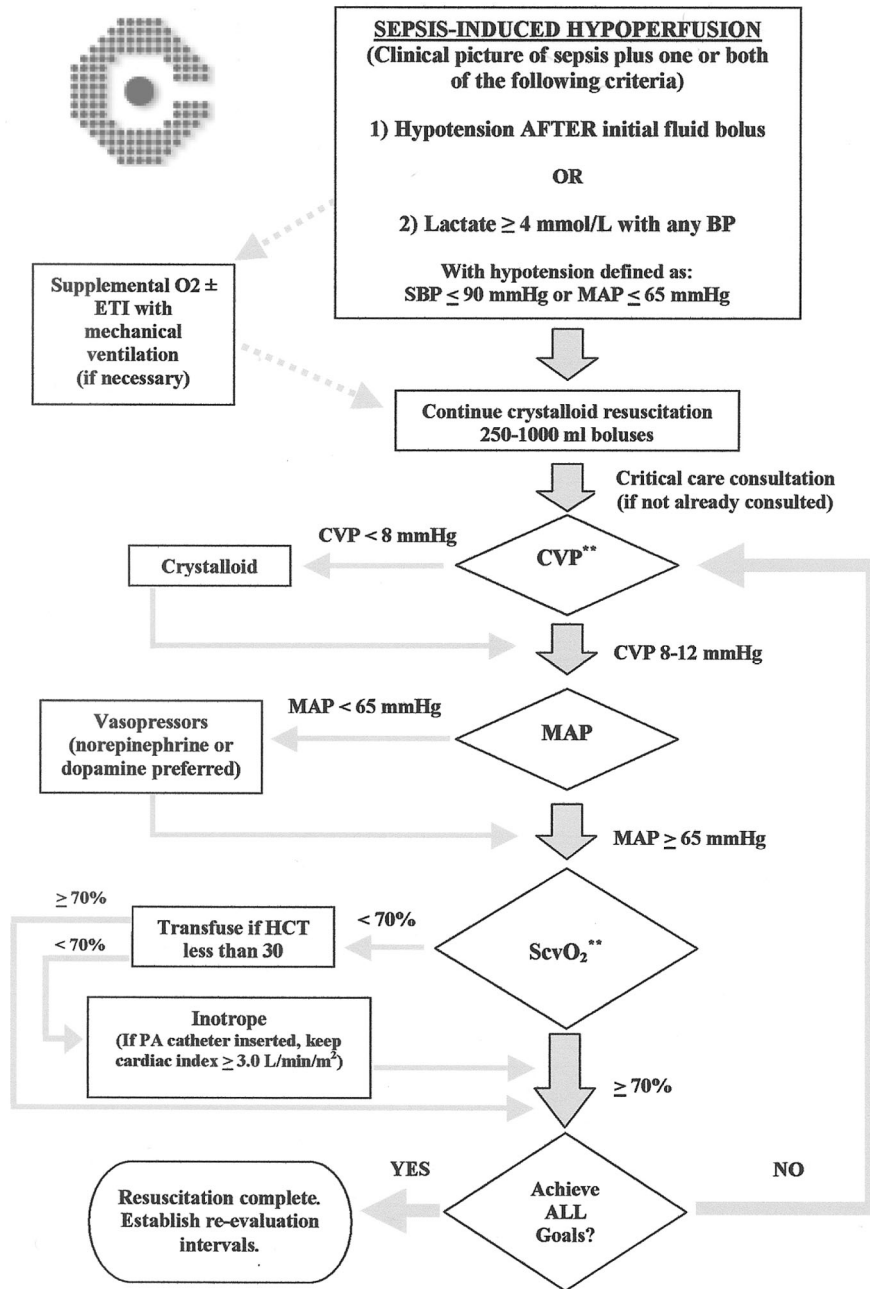 SEPSIS-INDUCED HYPOPERFUSION
(Clinical picture of sepsis plus one or both
of the following criteria)
1) Hypotension AFTER initial fluid bolus
OR
2) Lactate ≥ 4 mmol/L with any BP
With hypotension defined as:
SBP ≤ 90 mmHg or MAP ≤ 65 mmHg
Supplemental O2 ±
ETI with
mechanical
ventilation
(if necessary)
Continue crystalloid resuscitation
250-1000 ml boluses
Critical care consultation
(if not already consulted)
CVP < 8 mmHg
CVP**
Crystalloid
CVP 8-12 mmHg
MAP < 65 mmHg
MAP
Vasopressors
(norepinephrine or
dopamine preferred)
MAP ≥ 65 mmHg
≥ 70%
< 70%
Transfuse if HCT
less than 30
< 70%
ScvO₂**
Inotrope
(If PA catheter inserted, keep
cardiac index ≥ 3.0 L/min/m²)
≥ 70%
YES
NO
Achieve
ALL
Goals?
Resuscitation complete.
Establish re-evaluation
intervals.